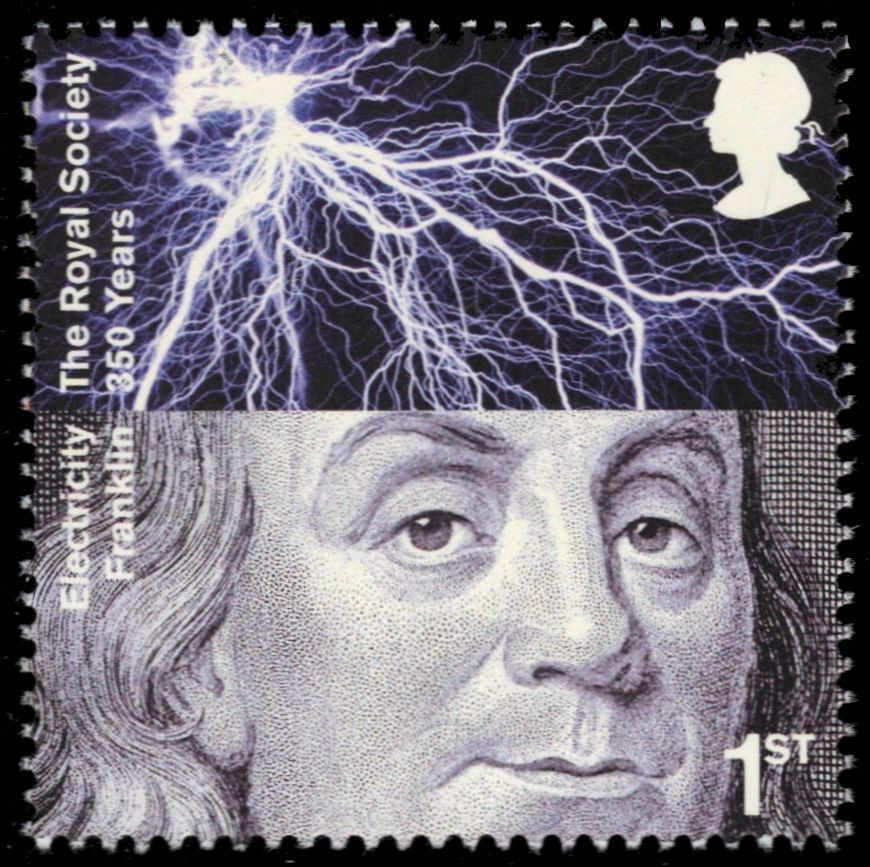 The Royal Society
350 Years
Electricity
Franklin
1ST